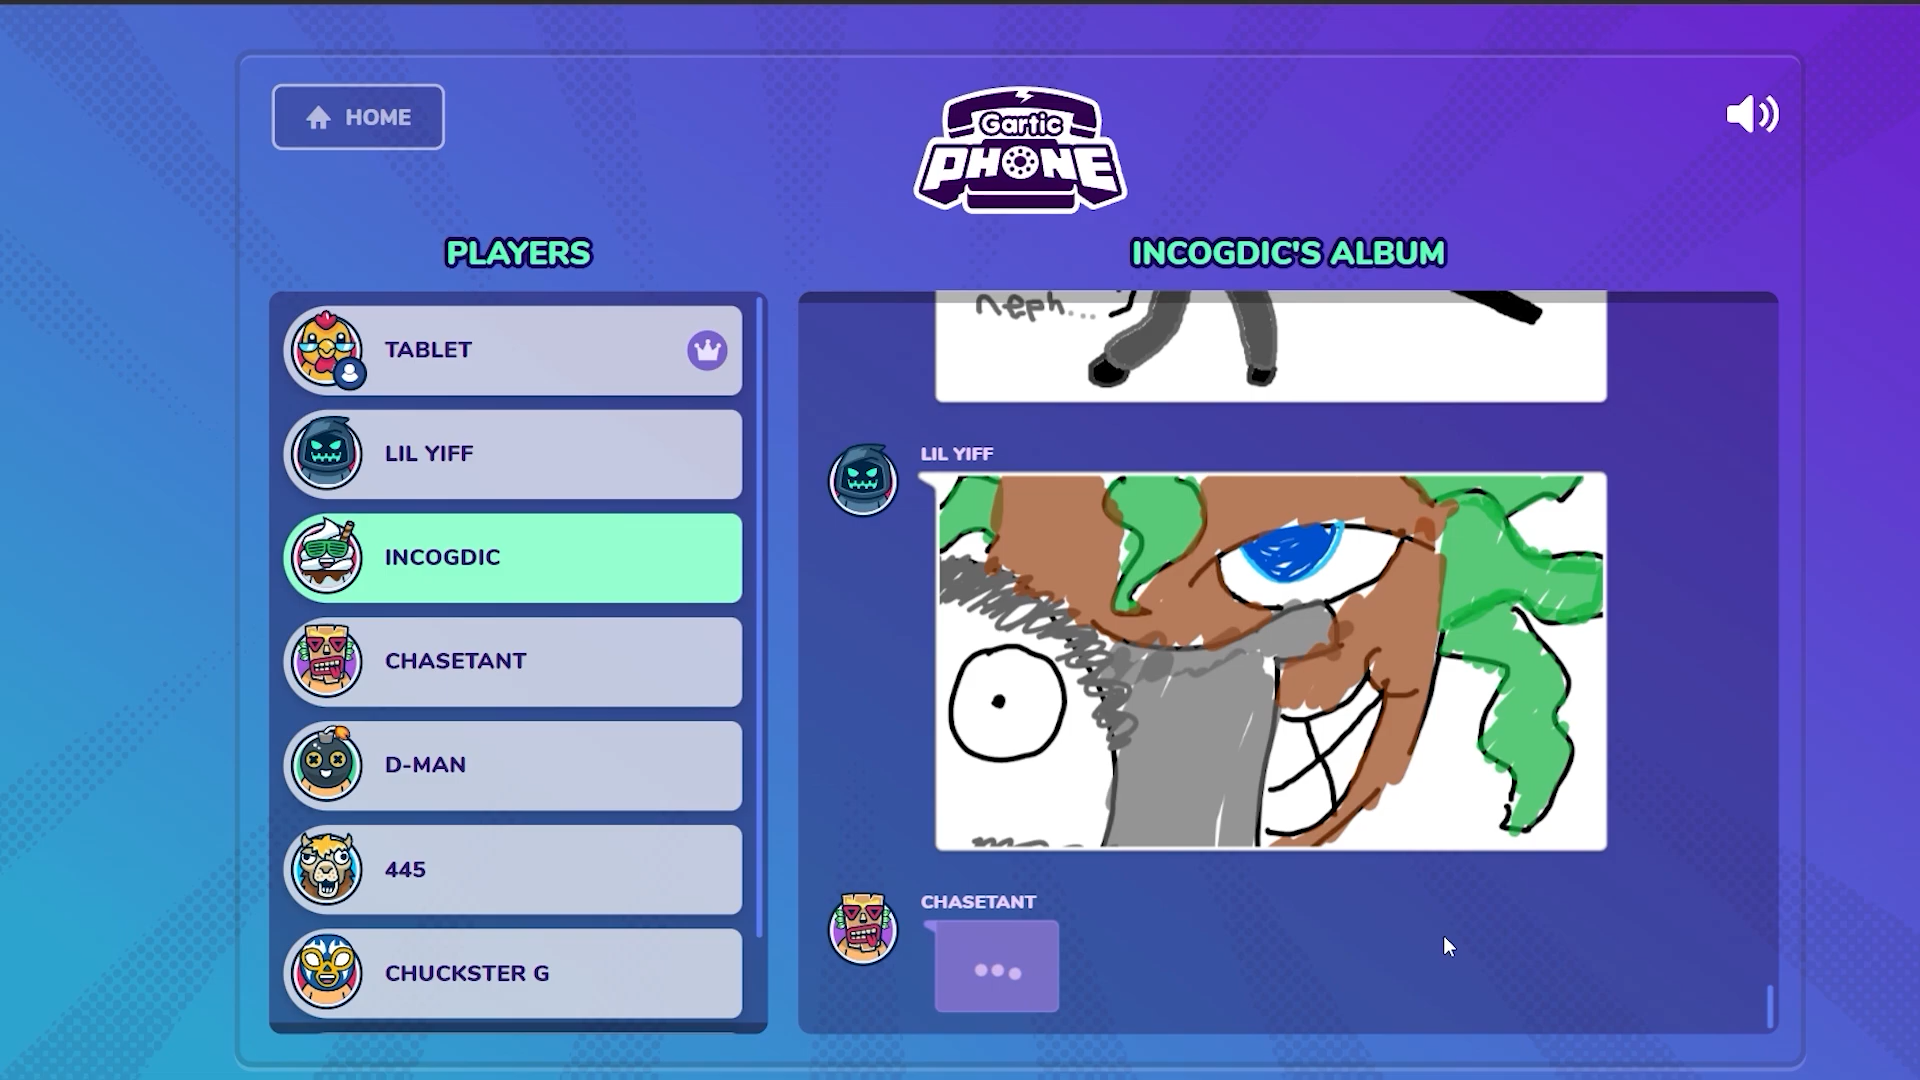 HOME
Gartic
PHONE
PLAYERS
INCOGDIC'S ALBUM
TABLET
LIL YIFF
INCOGDIC
CHASETANT
D-MAN
445
CHUCKSTER G
neph...
LIL YIFF
CHASETANT
...